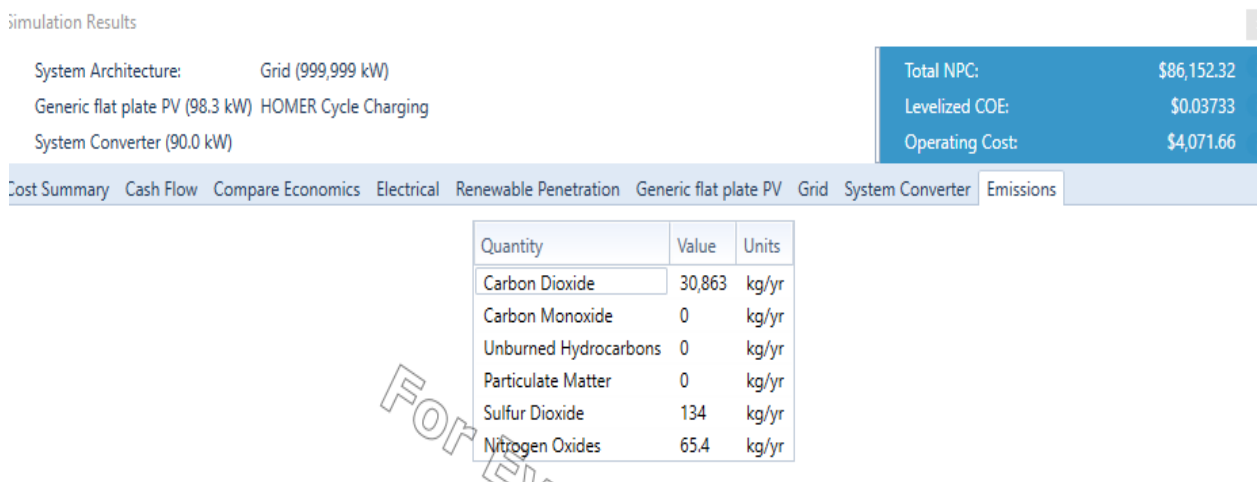 Simulation Results
System Architecture: Grid (999,999 kW)
Generic flat plate PV (98.3 kW) HOMER Cycle Charging
System Converter (90.0 kW)
Total NPC: $86,152.32
Levelized COE: $0.03733
Operating Cost: $4,071.66
Cost Summary Cash Flow Compare Economics Electrical Renewable Penetration Generic flat plate PV Grid System Converter Emissions
Quantity Value Units
Carbon Dioxide 30,863 kg/yr
Carbon Monoxide 0 kg/yr
Unburned Hydrocarbons 0 kg/yr
Particulate Matter 0 kg/yr
Sulfur Dioxide 134 kg/yr
Nitrogen Oxides 65.4 kg/yr
For